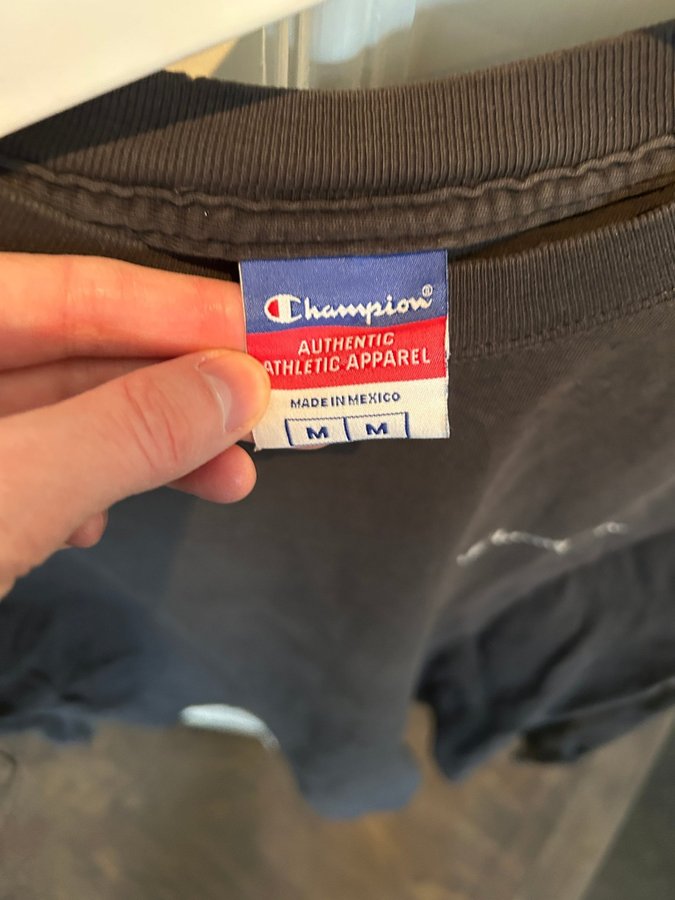 Champion®
AUTHENTIC
ATHLETIC APPAREL
MADE IN MEXICO
M M